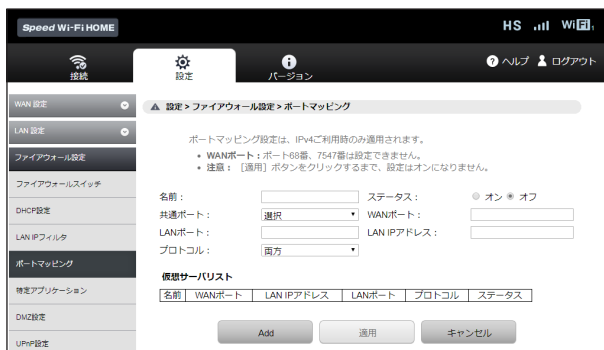 Speed Wi-Fi HOME
HS
WiFi
接続
設定
バージョン
ヘルプ
ログアウト
WAN 設定
LAN 設定
ファイアウォール設定
ファイアウォールスイッチ
DHCP設定
LAN IPフィルタ
ポートマッピング
特定アプリケーション
DMZ設定
UPnP設定
設定 > ファイアウォール設定 > ポートマッピング
ポートマッピング設定は、IPv4ご利用時のみ適用されます。
• WANポート：ポート68番、7547番は設定できません。
• 注意： ［適用］ボタンをクリックするまで、設定はオンになりません。
名前： ステータス： オン オフ
共通ポート： 選択 WANポート：
LANポート： LAN IPアドレス：
プロトコル： 両方
仮想サーバリスト
名前 WANポート LAN IPアドレス LANポート プロトコル ステータス
Add 適用 キャンセル